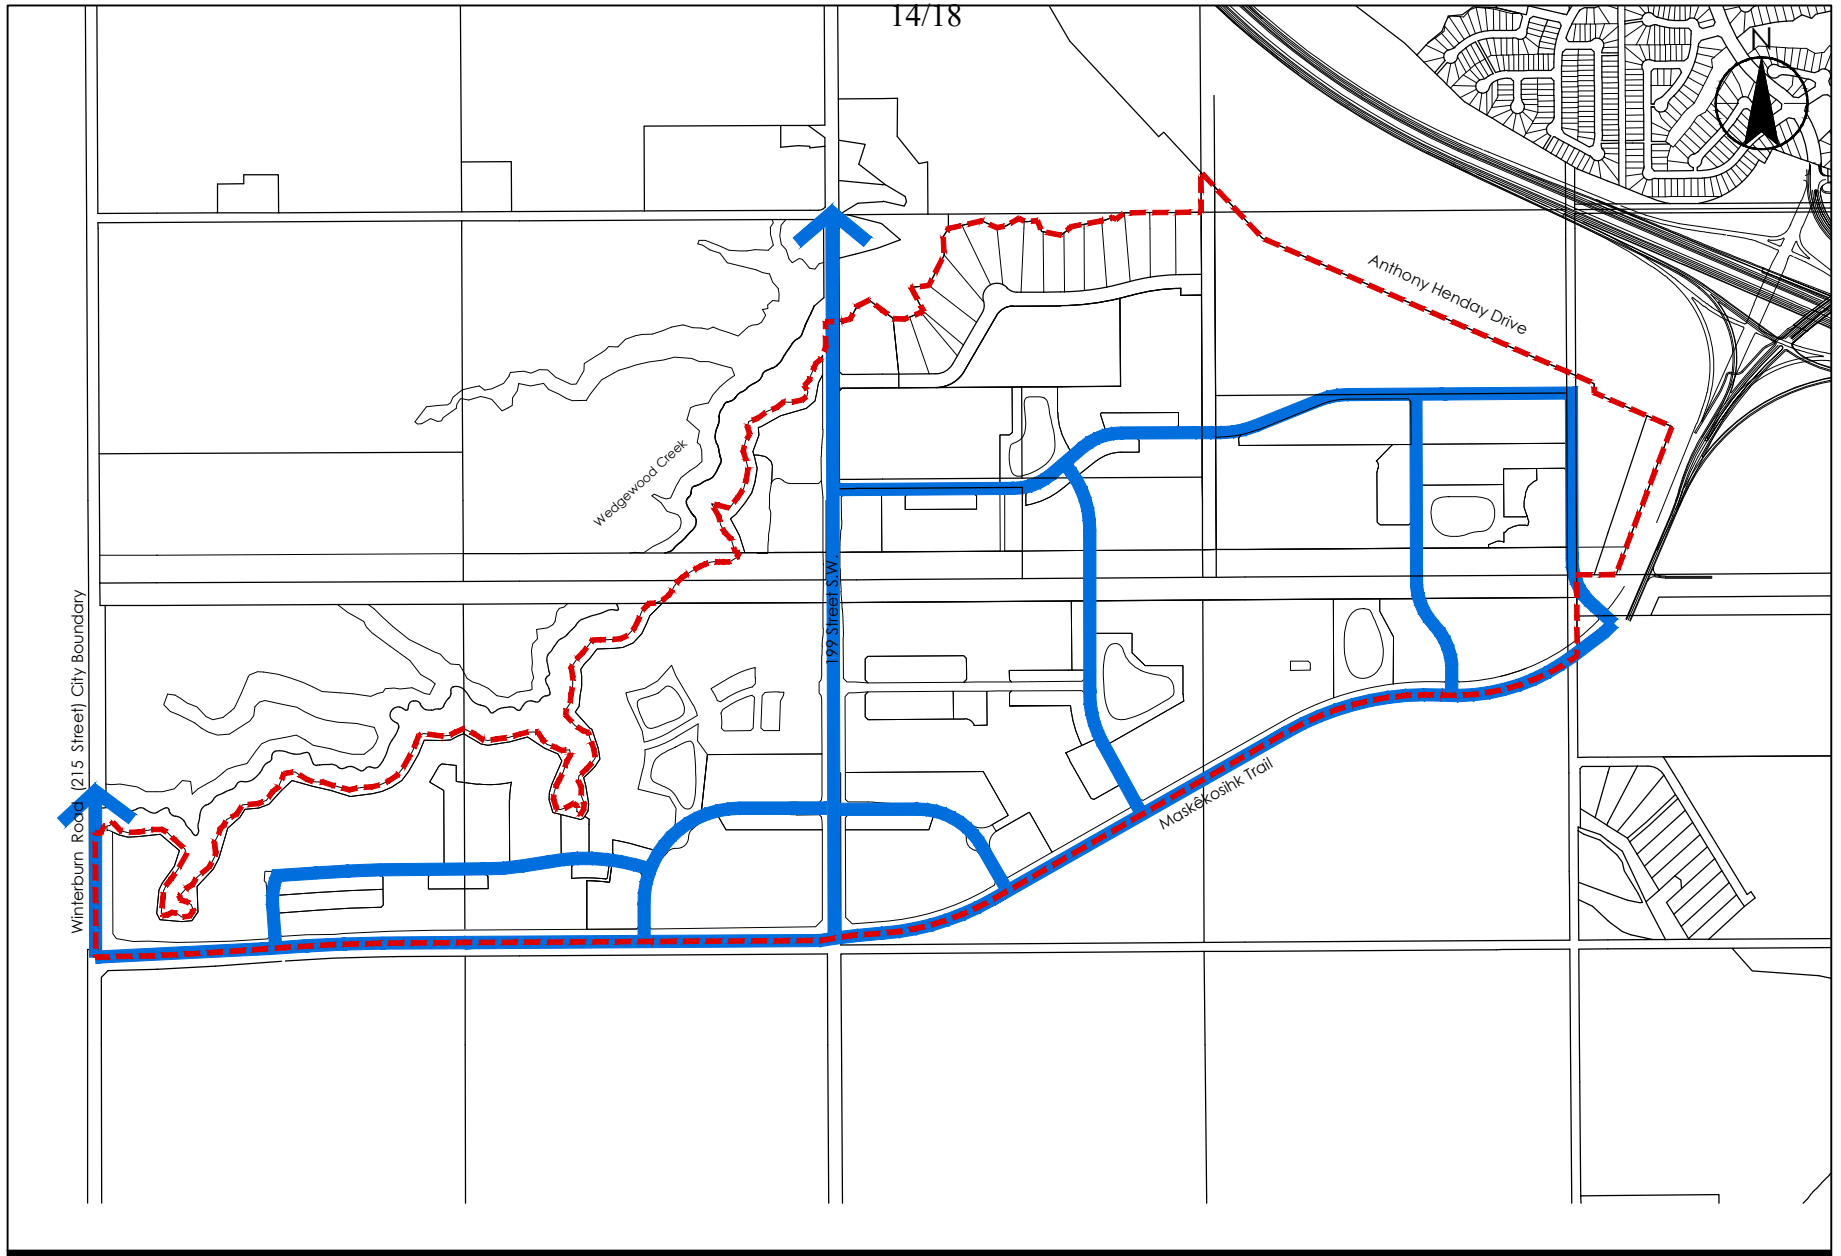 14/18
N
Anthony Henday Drive
Wedgewood Creek
199 Street S.W.
Winterburn Road (215 Street) City Boundary
Maskêkosihk Trail